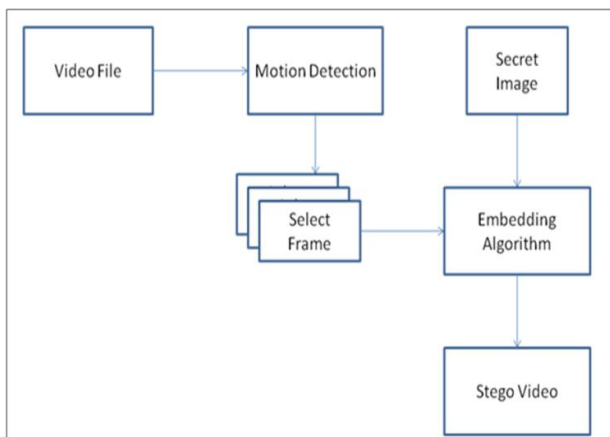 Video File
Motion Detection
Secret
Image
Select
Frame
Embedding
Algorithm
Stego Video